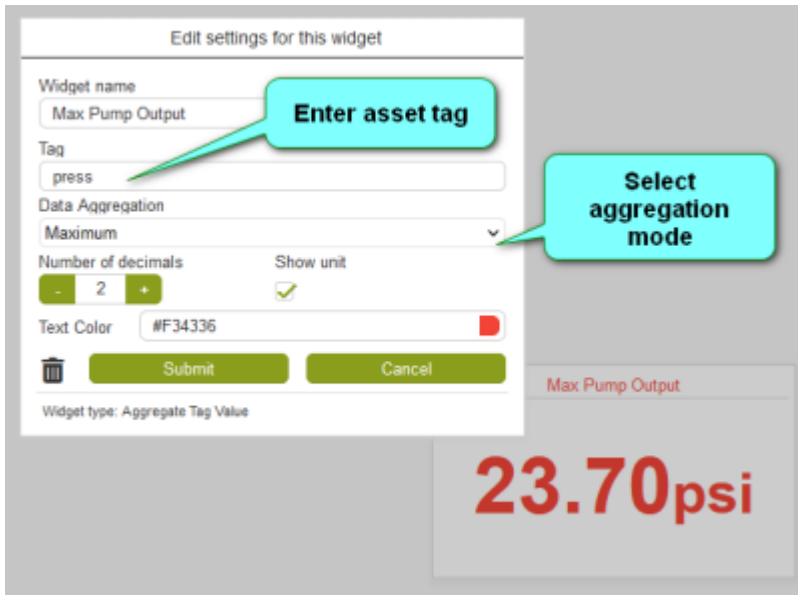 Edit settings for this widget
Widget name
Max Pump Output
Enter asset tag
Tag
press
Data Aggregation
Maximum
Select
aggregation
mode
Number of decimals Show unit
- 2 +
Text Color #F34336
Submit Cancel
Widget type: Aggregate Tag Value
Max Pump Output
23.70psi